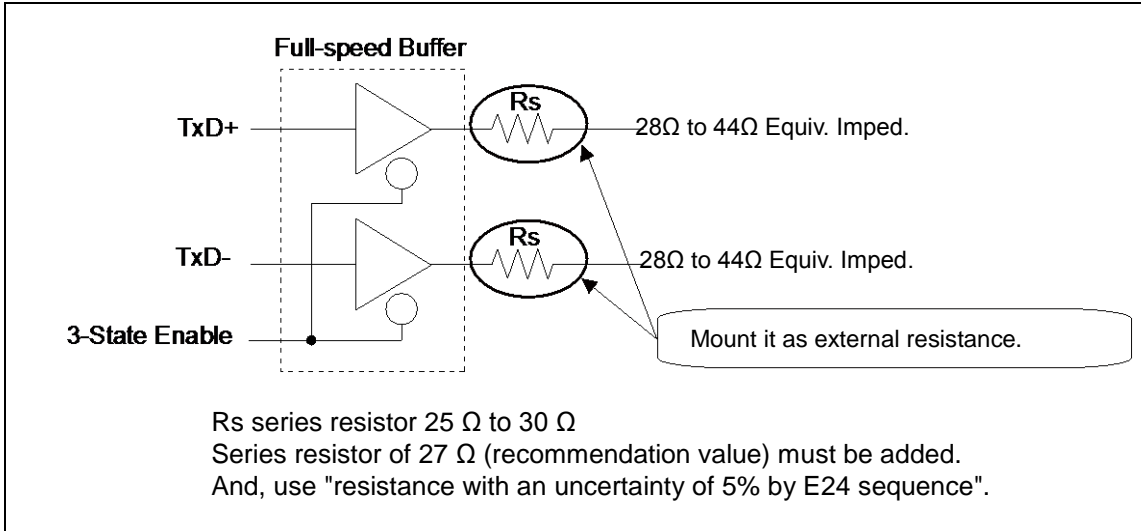 Full-speed Buffer
Rs
TxD+
28Ω to 44Ω Equiv. Imped.
Rs
TxD-
28Ω to 44Ω Equiv. Imped.
3-State Enable
Mount it as external resistance.
Rs series resistor 25 Ω to 30 Ω
Series resistor of 27 Ω (recommendation value) must be added.
And, use "resistance with an uncertainty of 5% by E24 sequence".